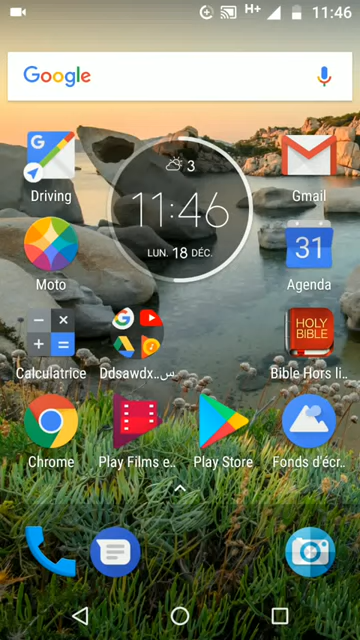 H+ 11:46
Google
3
11:46
LUN. 18 DÉC.
G
Driving
Gmail
Moto
31
Agenda
Calculatrice
Ddsawdx..س
HOLY BIBLE
Bible Hors li..
Chrome
Play Films e..
Play Store
Fonds d'écr..